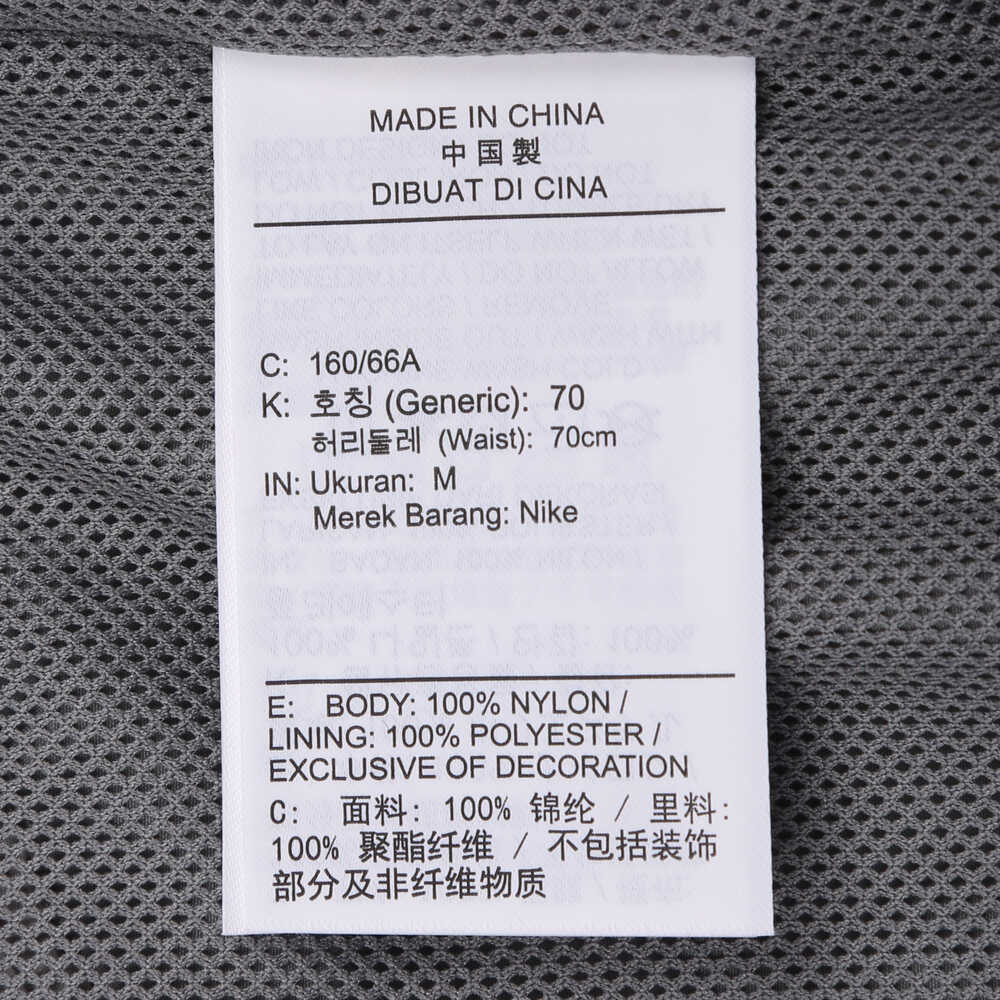 MADE IN CHINA
中国製
DIBUAT DI CINA
C: 160/66A
K: 호칭 (Generic): 70
허리둘레 (Waist): 70cm
IN: Ukuran: M
Merek Barang: Nike
E: BODY: 100% NYLON /
LINING: 100% POLYESTER /
EXCLUSIVE OF DECORATION
C: 面料: 100% 锦纶 / 里料:
100% 聚酯纤维 / 不包括装饰
部分及非纤维物质